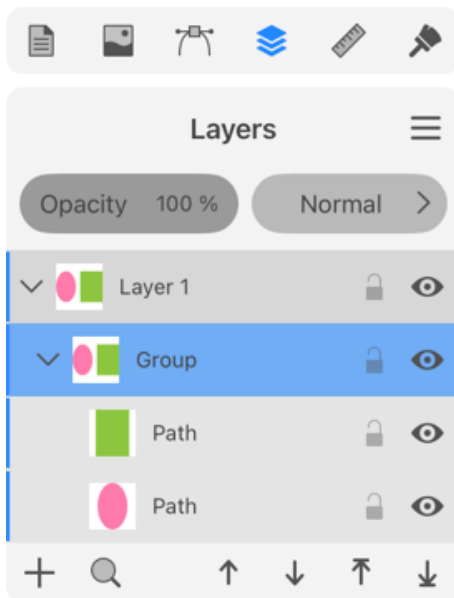 Layers
Opacity 100 % Normal
Layer 1
Group
Path
Path